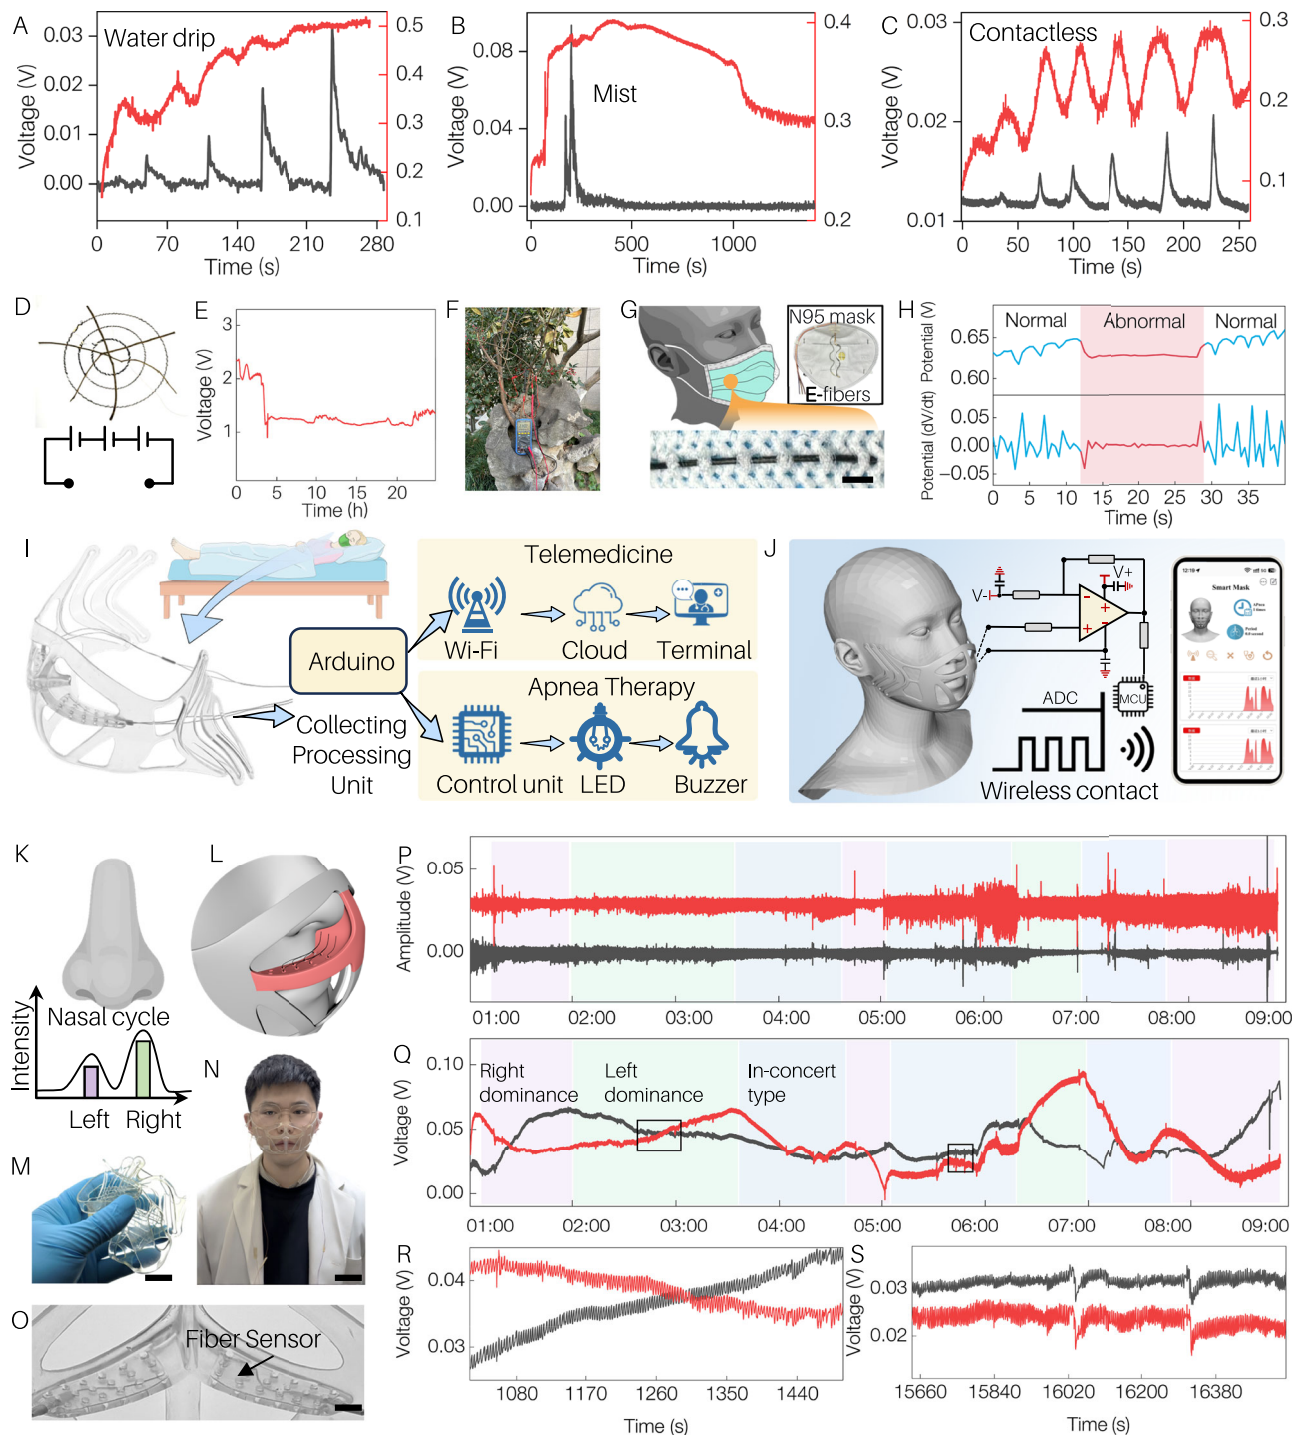 A
Water drip
Voltage (V)
0.03
0.02
0.01
0.00
0.5
0.4
0.3
0.2
0.1
0
70
140
210
280
Time (s)
B
Mist
Voltage (V)
0.08
0.04
0.00
0.4
0.3
0.2
0
500
1000
Time (s)
C
Contactless
Voltage (V)
0.03
0.02
0.01
0.3
0.2
0.1
0
50
100
150
200
250
Time (s)
D
E
Voltage (V)
3
2
1
0
5
10
15
20
Time (h)
F
G
N95 mask
E-fibers
H
Normal
Abnormal
Normal
Potential (dV/dt) Potential (V)
0.65
0.60
0.05
0.00
−0.05
0
5
10
15
20
25
30
35
Time (s)
I
Arduino
Collecting
Processing
Unit
Telemedicine
Wi-Fi
Cloud
Terminal
Apnea Therapy
Control unit
LED
Buzzer
J
V-
V+
ADC
MCU
Wireless contact
12:19
Smart Mask
K
Nasal cycle
Intensity
Left
Right
L
M
N
O
Fiber Sensor
P
Amplitude (V)
0.05
0.00
01:00
02:00
03:00
04:00
05:00
06:00
07:00
08:00
09:00
Q
Right
dominance
Left
dominance
In-concert
type
Voltage (V)
0.10
0.05
0.00
01:00
02:00
03:00
04:00
05:00
06:00
07:00
08:00
09:00
R
Voltage (V)
0.04
0.03
1080
1170
1260
1350
1440
Time (s)
S
Voltage (V)
0.03
0.02
15660
15840
16020
16200
16380
Time (s)